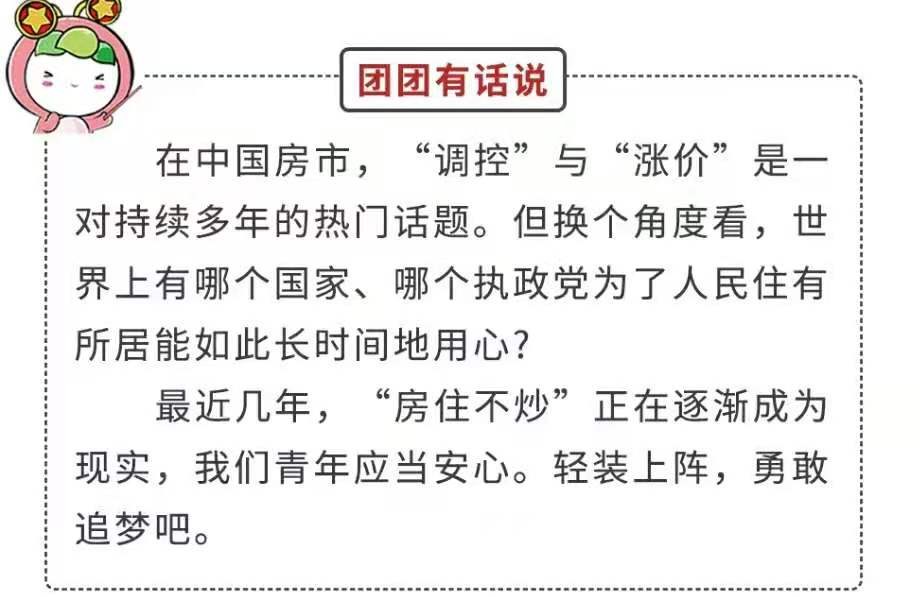 团团有话说
在中国房市，“调控”与“涨价”是一
对持续多年的热门话题。但换个角度看，世
界上有哪个国家、哪个执政党为了人民住有
所居能如此长时间地用心?
最近几年，“房住不炒”正在逐渐成为
现实，我们青年应当安心。轻装上阵，勇敢
追梦吧。